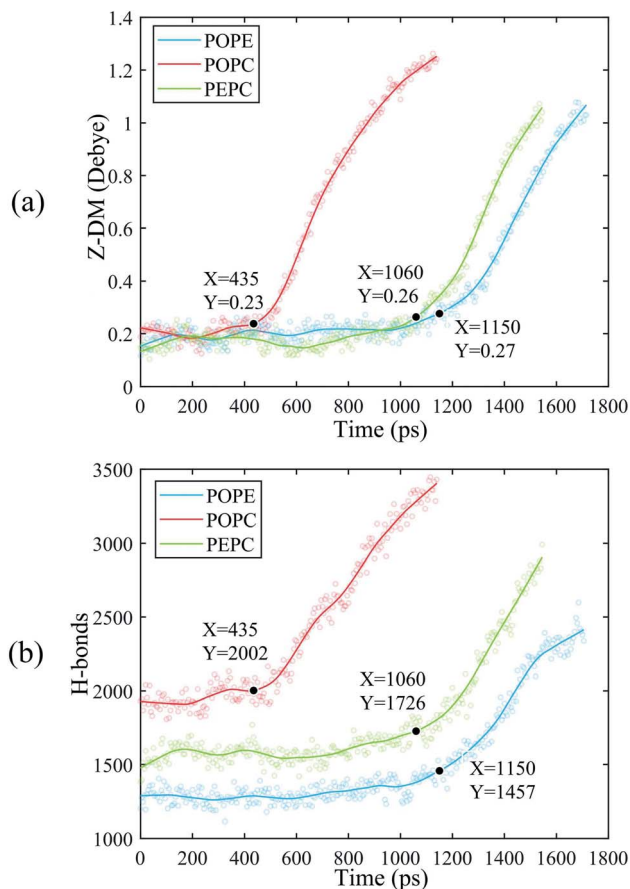 (a)
Z-DM (Debye)
1.4
1.2
1
0.8
0.6
0.4
0.2
0
POPE
POPC
PEPC
X=435
Y=0.23
X=1060
Y=0.26
X=1150
Y=0.27
0 200 400 600 800 1000 1200 1400 1600 1800
Time (ps)
(b)
H-bonds
3500
3000
2500
2000
1500
1000
POPE
POPC
PEPC
X=435
Y=2002
X=1060
Y=1726
X=1150
Y=1457
0 200 400 600 800 1000 1200 1400 1600 1800
Time (ps)